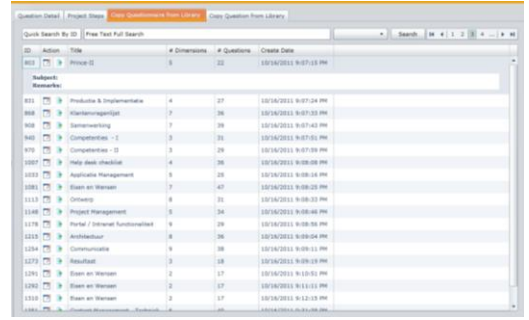 Question Detail Project Steps Copy Questionnaire from Library Copy Question from Library
Quick Search By ID Free Text Full Search Search 1 2 3 4 ...
ID Action Title # Dimensions # Questions Create Date
803 Prince-II 5 22 10/16/2011 9:07:15 PM
Subject:
Remarks:
831 Productie & Implementatie 4 27 10/16/2011 9:07:24 PM
868 Klantenvragenlijst 7 36 10/16/2011 9:07:33 PM
908 Samenwerking 7 39 10/16/2011 9:07:43 PM
940 Competenties - I 3 31 10/16/2011 9:07:51 PM
970 Competenties - II 3 29 10/16/2011 9:07:59 PM
1007 Help desk checklist 4 36 10/16/2011 9:08:08 PM
1033 Applicatie Management 5 25 10/16/2011 9:08:16 PM
1081 Eisen en Wensen 7 47 10/16/2011 9:08:25 PM
1113 Ontwerp 8 31 10/16/2011 9:08:33 PM
1148 Project Management 34 10/16/2011 9:08:46 PM
1178 Portal / Intranet functionaliteit 9 29 10/16/2011 9:08:56 PM
1215 Architectuur 8 36 10/16/2011 9:09:04 PM
1254 Communicatie 9 38 10/16/2011 9:09:11 PM
1273 Resultaat 3 18 10/16/2011 9:09:19 PM
1291 Eisen en Wensen 2 17 10/16/2011 9:10:51 PM
1292 Eisen en Wensen 2 17 10/16/2011 9:11:11 PM
1310 Eisen en Wensen 2 17 10/16/2011 9:12:15 PM